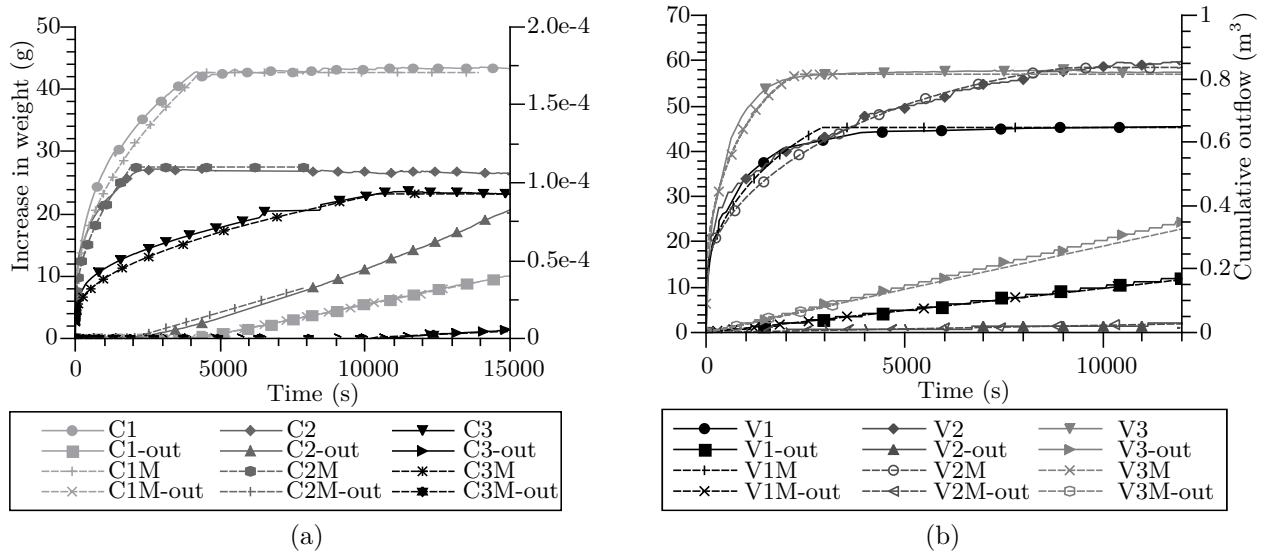 50
40
30
20
10
0
Increase in weight (g)
2.0e-4
1.5e-4
1.0e-4
0.5e-4
0
0 5000 10000 15000
Time (s)
C1 C2 C3
C1-out C2-out C3-out
C1M C2M C3M
C1M-out C2M-out C3M-out
(a)
70
60
50
40
30
20
10
0
1
0.8
0.6
0.4
0.2
0
Cumulative outflow (m³)
0 5000 10000
Time (s)
V1 V2 V3
V1-out V2-out V3-out
V1M V2M V3M
V1M-out V2M-out V3M-out
(b)